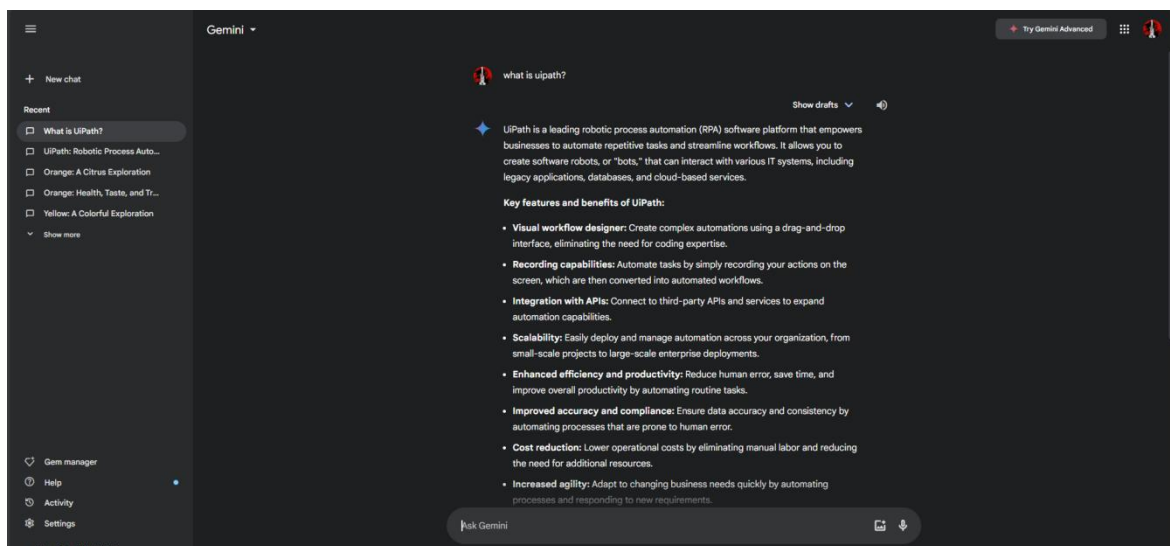 Gemini
Try Gemini Advanced
New chat
Recent
What is UiPath?
UiPath: Robotic Process Auto...
Orange: A Citrus Exploration
Orange: Health, Taste, and Tr...
Yellow: A Colorful Exploration
Show more
Gem manager
Help
Activity
Settings
what is uipath?
Show drafts
UiPath is a leading robotic process automation (RPA) software platform that empowers
businesses to automate repetitive tasks and streamline workflows. It allows you to
create software robots, or "bots," that can interact with various IT systems, including
legacy applications, databases, and cloud-based services.
Key features and benefits of UiPath:
• Visual workflow designer: Create complex automations using a drag-and-drop
interface, eliminating the need for coding expertise.
• Recording capabilities: Automate tasks by simply recording your actions on the
screen, which are then converted into automated workflows.
• Integration with APIs: Connect to third-party APIs and services to expand
automation capabilities.
• Scalability: Easily deploy and manage automation across your organization, from
small-scale projects to large-scale enterprise deployments.
• Enhanced efficiency and productivity: Reduce human error, save time, and
improve overall productivity by automating routine tasks.
• Improved accuracy and compliance: Ensure data accuracy and consistency by
automating processes that are prone to human error.
• Cost reduction: Lower operational costs by eliminating manual labor and reducing
the need for additional resources.
• Increased agility: Adapt to changing business needs quickly by automating
processes and responding to new requirements.
Ask Gemini